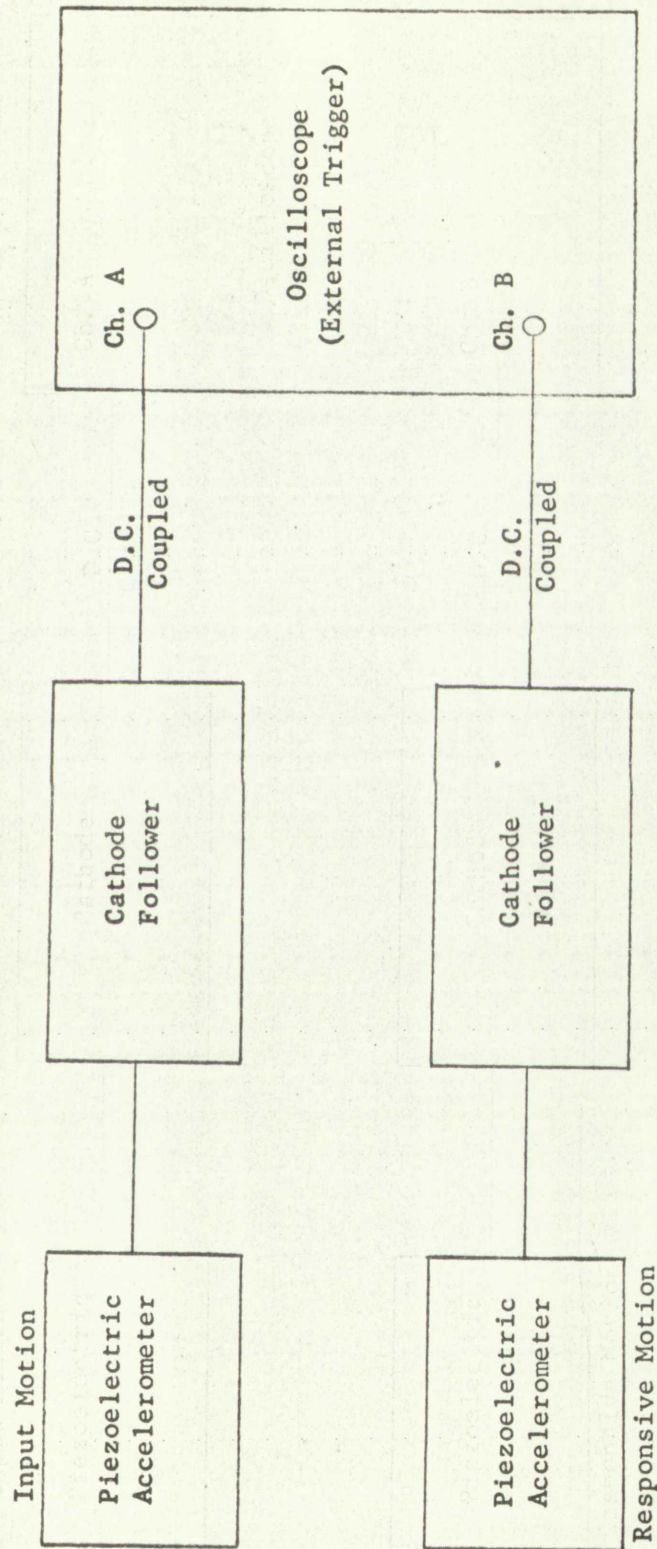 Input Motion
Piezoelectric
Accelerometer
Cathode
Follower
D.C.
Coupled
Ch. A
Oscilloscope
(External Trigger)
Piezoelectric
Accelerometer
Responsive Motion
Cathode
Follower
D.C.
Coupled
Ch. B